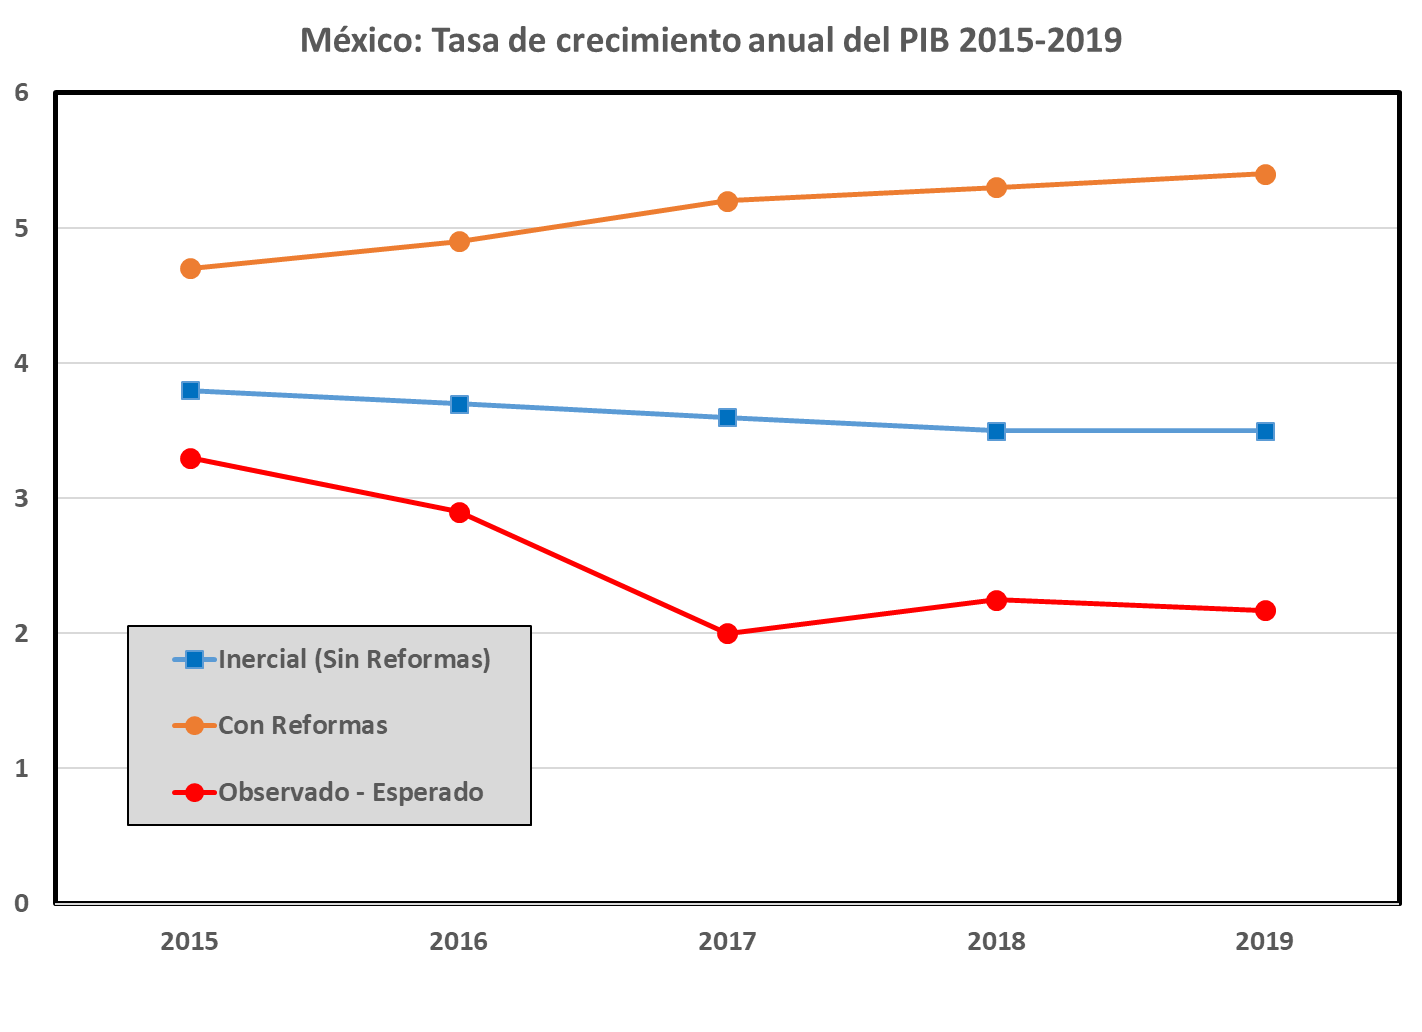 México: Tasa de crecimiento anual del PIB 2015-2019
6
5
4
3
2
1
0
Inercial (Sin Reformas)
Con Reformas
Observado - Esperado
2015 2016 2017 2018 2019